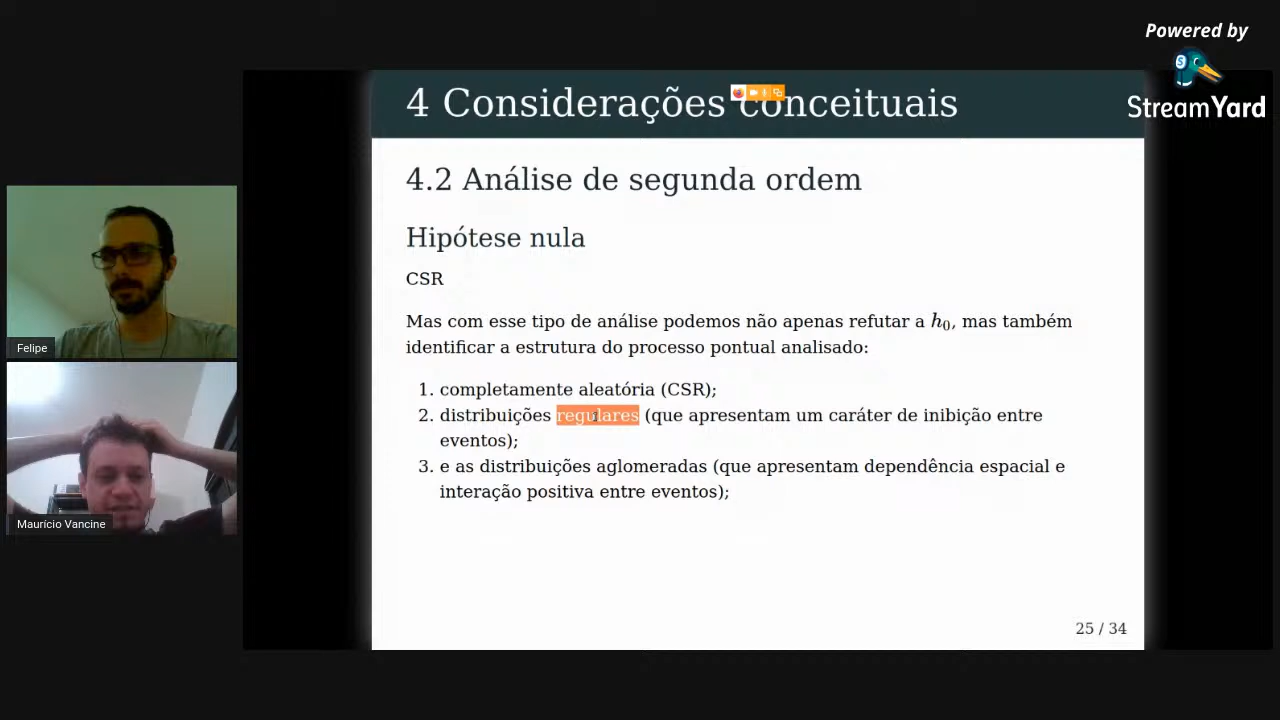 Powered by
StreamYard
4 Considerações conceituais
4.2 Análise de segunda ordem
Hipótese nula
CSR
Mas com esse tipo de análise podemos não apenas refutar a h₀, mas também
identificar a estrutura do processo pontual analisado:
1. completamente aleatória (CSR);
2. distribuições regulares (que apresentam um caráter de inibição entre
eventos);
3. e as distribuições aglomeradas (que apresentam dependência espacial e
interação positiva entre eventos);
25 / 34
Felipe
Maurício Vancine